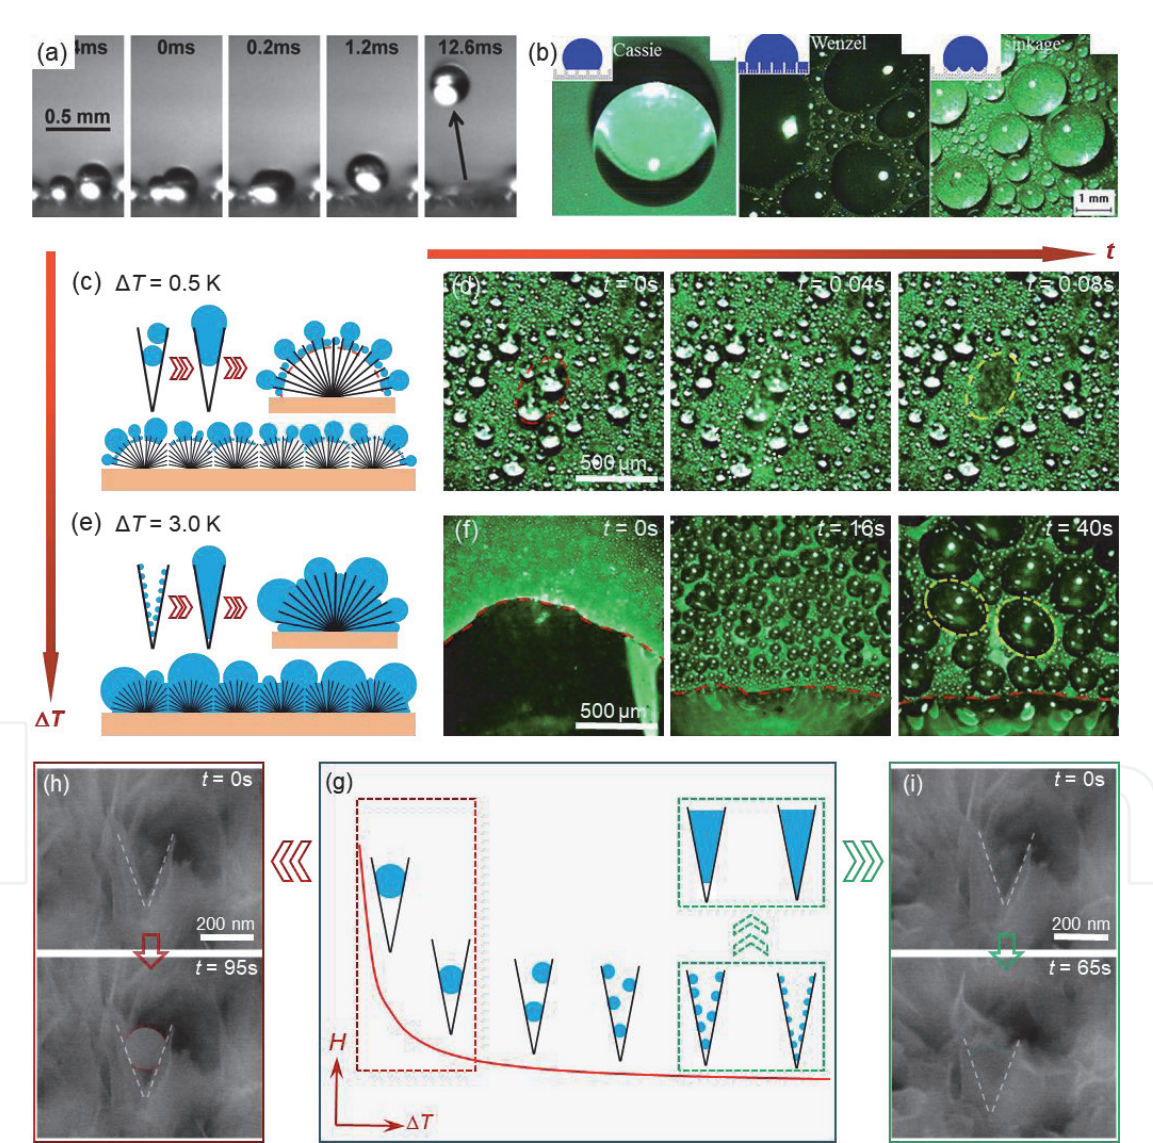 (a)
4ms
0ms
0.2ms
1.2ms
12.6ms
0.5 mm
(b)
Cassie
Wenzel
sinkage
1 mm
t
(c) ΔT = 0.5 K
(d)
t = 0s
t = 0.04s
t = 0.08s
500 μm
(e) ΔT = 3.0 K
(f)
t = 0s
t = 16s
t = 40s
500 μm
ΔT
(h)
t = 0s
200 nm
t = 95s
(g)
H
ΔT
(i)
t = 0s
200 nm
t = 65s